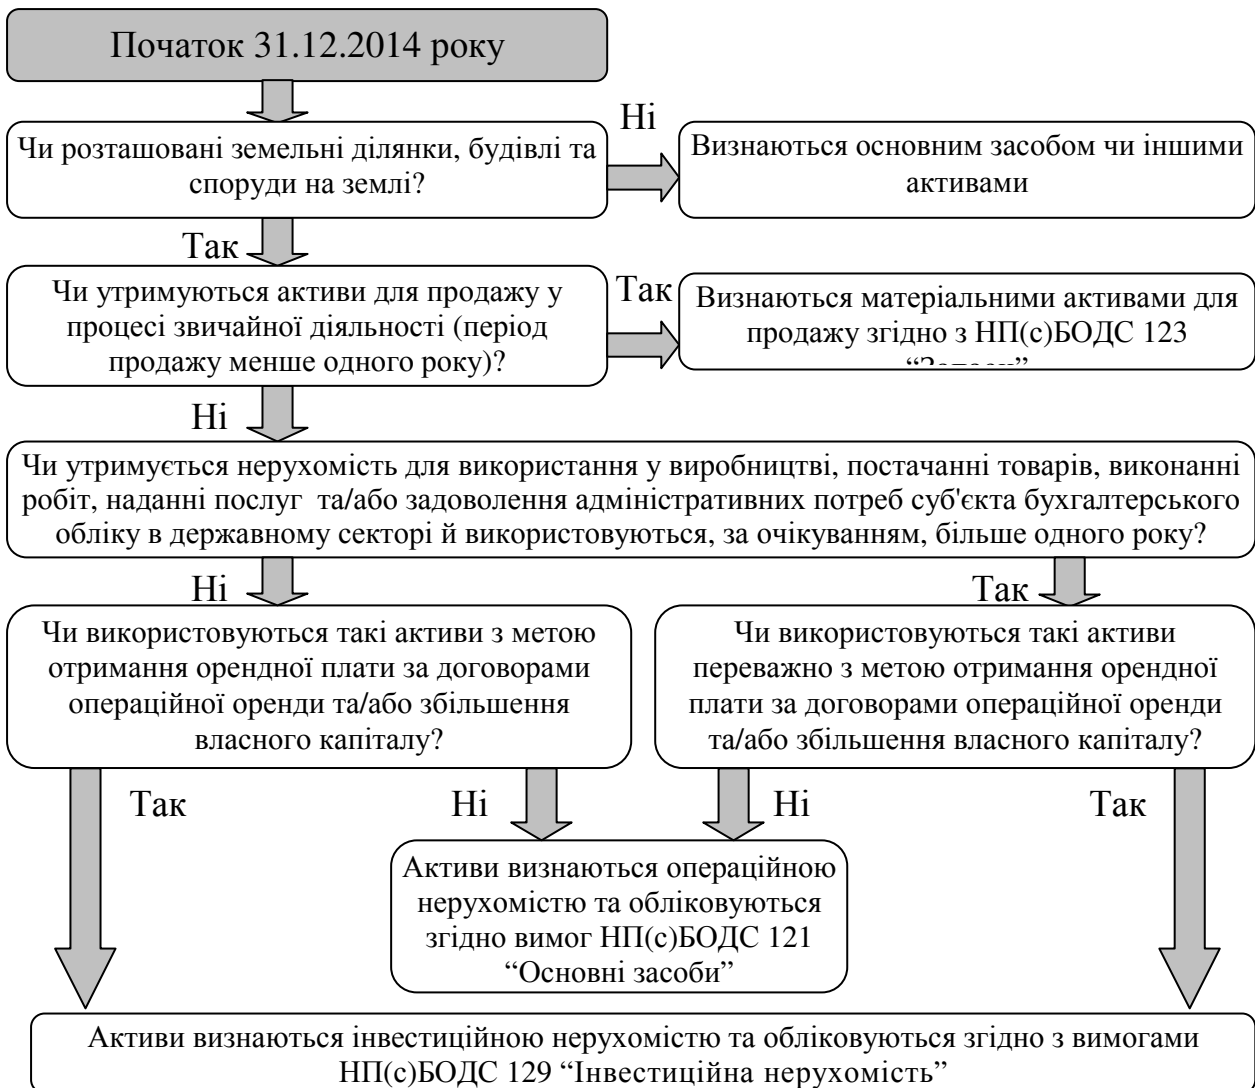 Початок 31.12.2014 року
Чи розташовані земельні ділянки, будівлі та
споруди на землі?
Ні
Визнаються основним засобом чи іншими
активами
Так
Чи утримуються активи для продажу у
процесі звичайної діяльності (період
продажу менше одного року)?
Так
Визнаються матеріальними активами для
продажу згідно з НП(с)БОДС 123
Ні
Чи утримується нерухомість для використання у виробництві, постачанні товарів, виконанні
робіт, наданні послуг та/або задоволення адміністративних потреб суб'єкта бухгалтерського
обліку в державному секторі й використовуються, за очікуванням, більше одного року?
Ні
Так
Чи використовуються такі активи з метою
отримання орендної плати за договорами
операційної оренди та/або збільшення
власного капіталу?
Чи використовуються такі активи
переважно з метою отримання орендної
плати за договорами операційної оренди
та/або збільшення власного капіталу?
Так
Ні
Ні
Так
Активи визнаються операційною
нерухомістю та обліковуються
згідно вимог НП(с)БОДС 121
“Основні засоби”
Активи визнаються інвестиційною нерухомістю та обліковуються згідно з вимогами
НП(с)БОДС 129 “Інвестиційна нерухомість”